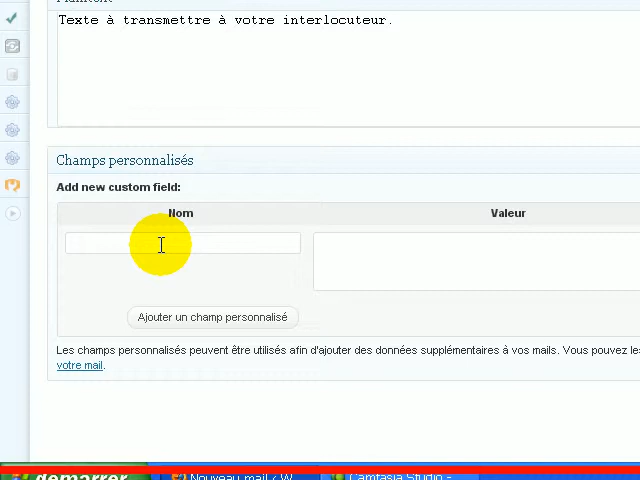 Texte à transmettre à votre interlocuteur.
Champs personnalisés
Add new custom field:
Nom
Valeur
Ajouter un champ personnalisé
Les champs personnalisés peuvent être utilisés afin d'ajouter des données supplémentaires à vos mails. Vous pouvez les
votre mail.
démarrer
Nouveau mail ‹ W
Camtasia Studio -